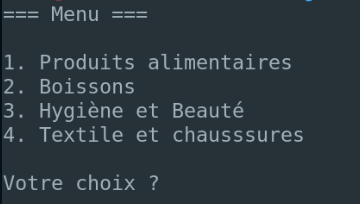 === Menu ===
1. Produits alimentaires
2. Boissons
3. Hygiène et Beauté
4. Textile et chausssures
Votre choix ?